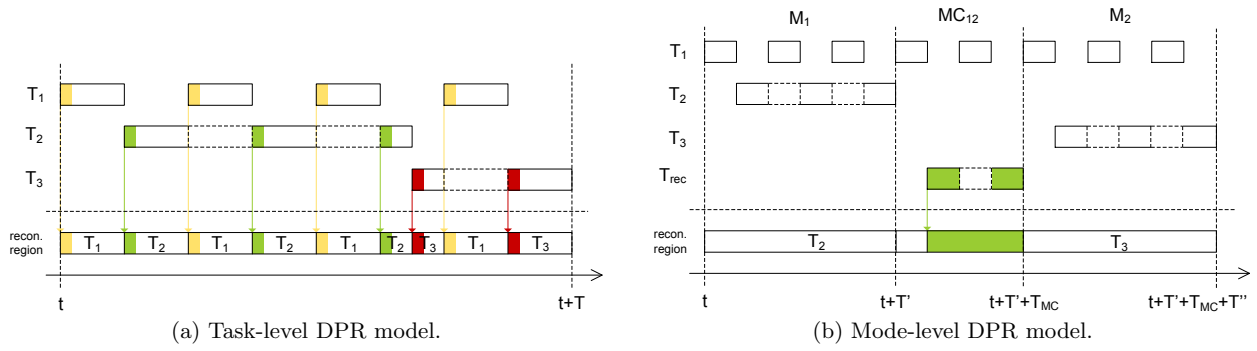 T₁
T₂
T₃
recon.
region
T₁ T₂ T₁ T₂ T₁ T₂ T₃ T₁ T₃
t t+T
(a) Task-level DPR model.
M₁ MC₁₂ M₂
T₁
T₂
T₃
Trec
recon.
region
T₂ T₃
t t+T' t+T'+TMC t+T'+TMC+T''
(b) Mode-level DPR model.